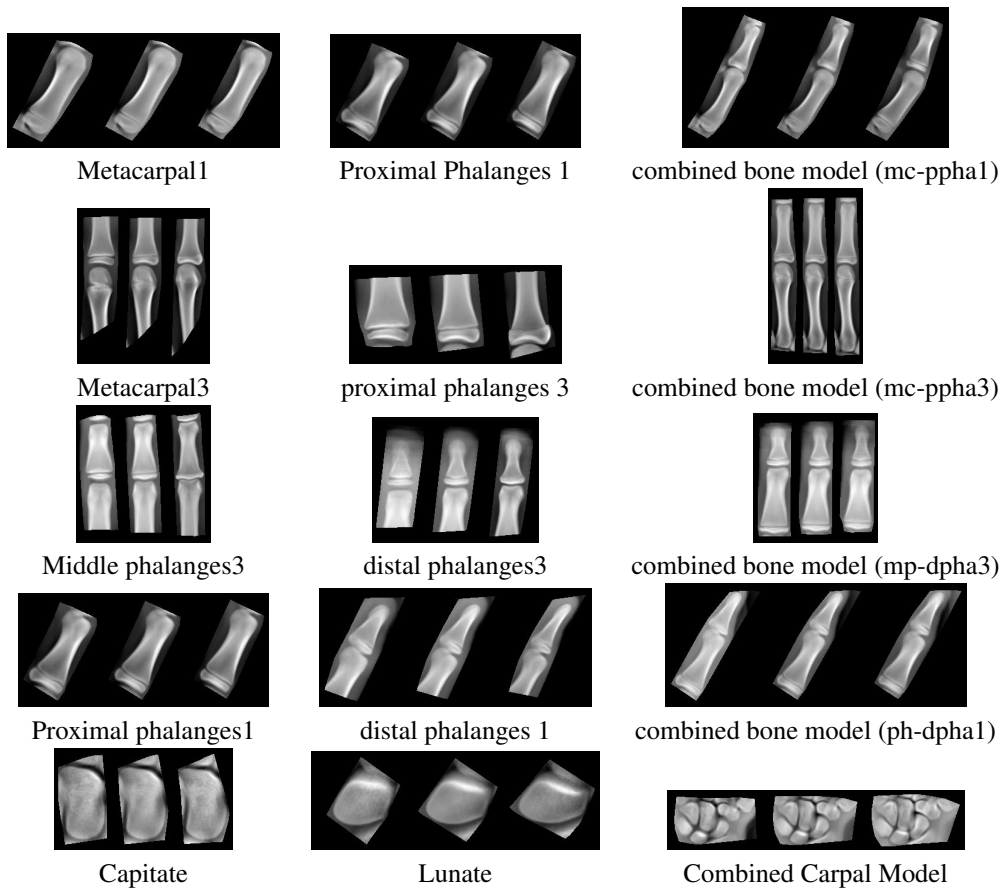 Metacarpal1
Proximal Phalanges 1
combined bone model (mc-ppha1)
Metacarpal3
proximal phalanges 3
combined bone model (mc-ppha3)
Middle phalanges3
distal phalanges3
combined bone model (mp-dpha3)
Proximal phalanges1
distal phalanges 1
combined bone model (ph-dpha1)
Capitate
Lunate
Combined Carpal Model